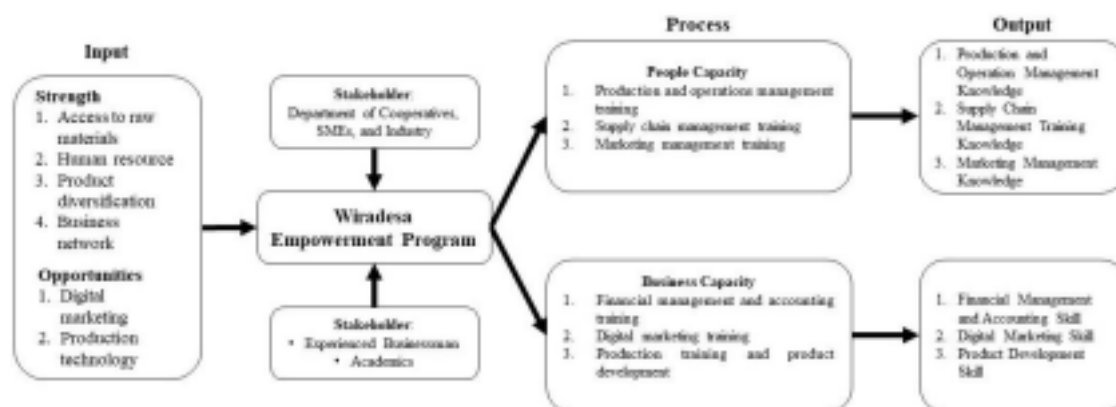 Input
Strength
1. Access to raw
materials
2. Human resource
3. Product
diversification
4. Business
network
Opportunities
1. Digital
marketing
2. Production
technology
Stakeholder:
Department of Cooperatives,
SMEs, and Industry
Wiradesa
Empowerment Program
Stakeholder:
• Experienced Businessman
• Academics
Process
People Capacity
1. Production and operations management
training
2. Supply chain management training
3. Marketing management training
Business Capacity
1. Financial management and accounting
training
2. Digital marketing training
3. Production training and product
development
Output
1. Production and
Operation Management
Knowledge
2. Supply Chain
Management Training
Knowledge
3. Marketing Management
Knowledge
1. Financial Management
and Accounting Skill
2. Digital Marketing Skill
3. Product Development
Skill